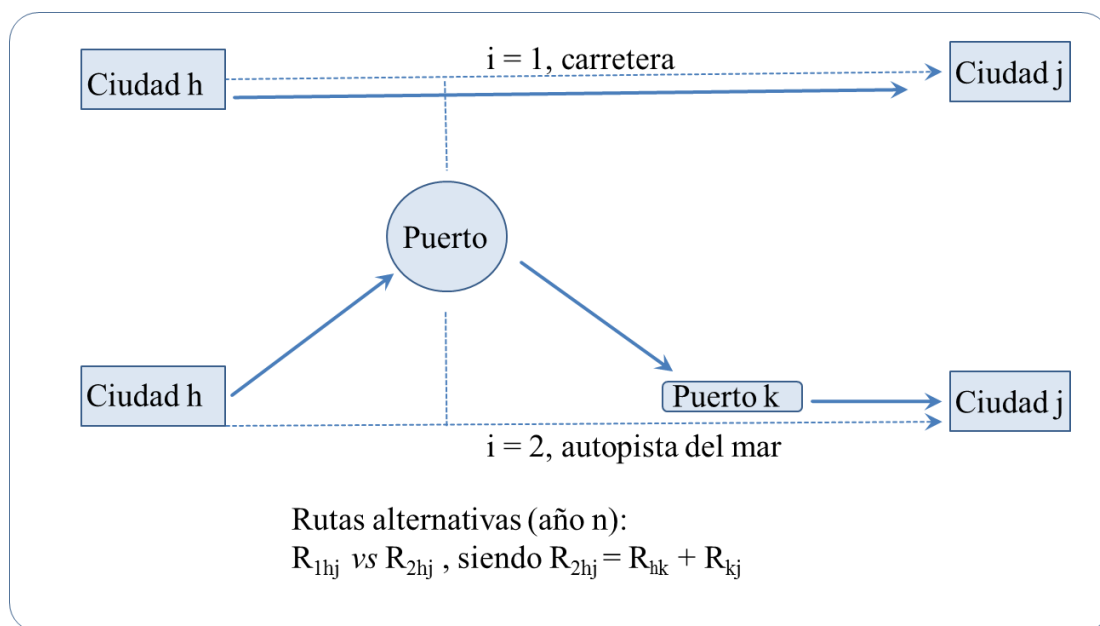 i = 1, carretera
Ciudad h
Ciudad j
Puerto
Ciudad h
Puerto k
Ciudad j
i = 2, autopista del mar
Rutas alternativas (año n):
R1hj vs R2hj , siendo R2hj = Rhk + Rkj